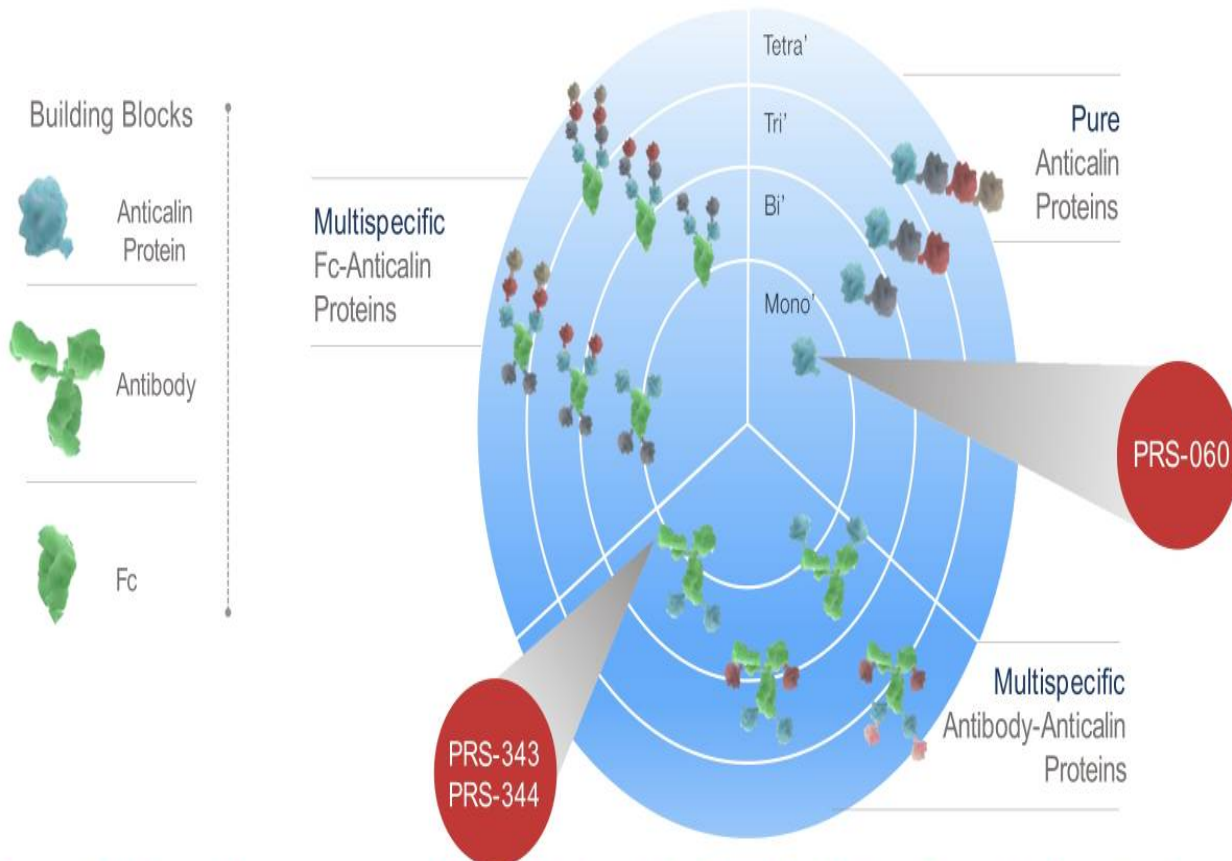 Building Blocks
Anticalin
Protein
Antibody
Fc
Multispecific
Fc-Anticalin
Proteins
Tetra'
Tri'
Bi'
Mono'
Pure
Anticalin
Proteins
PRS-060
PRS-343
PRS-344
Multispecific
Antibody-Anticalin
Proteins